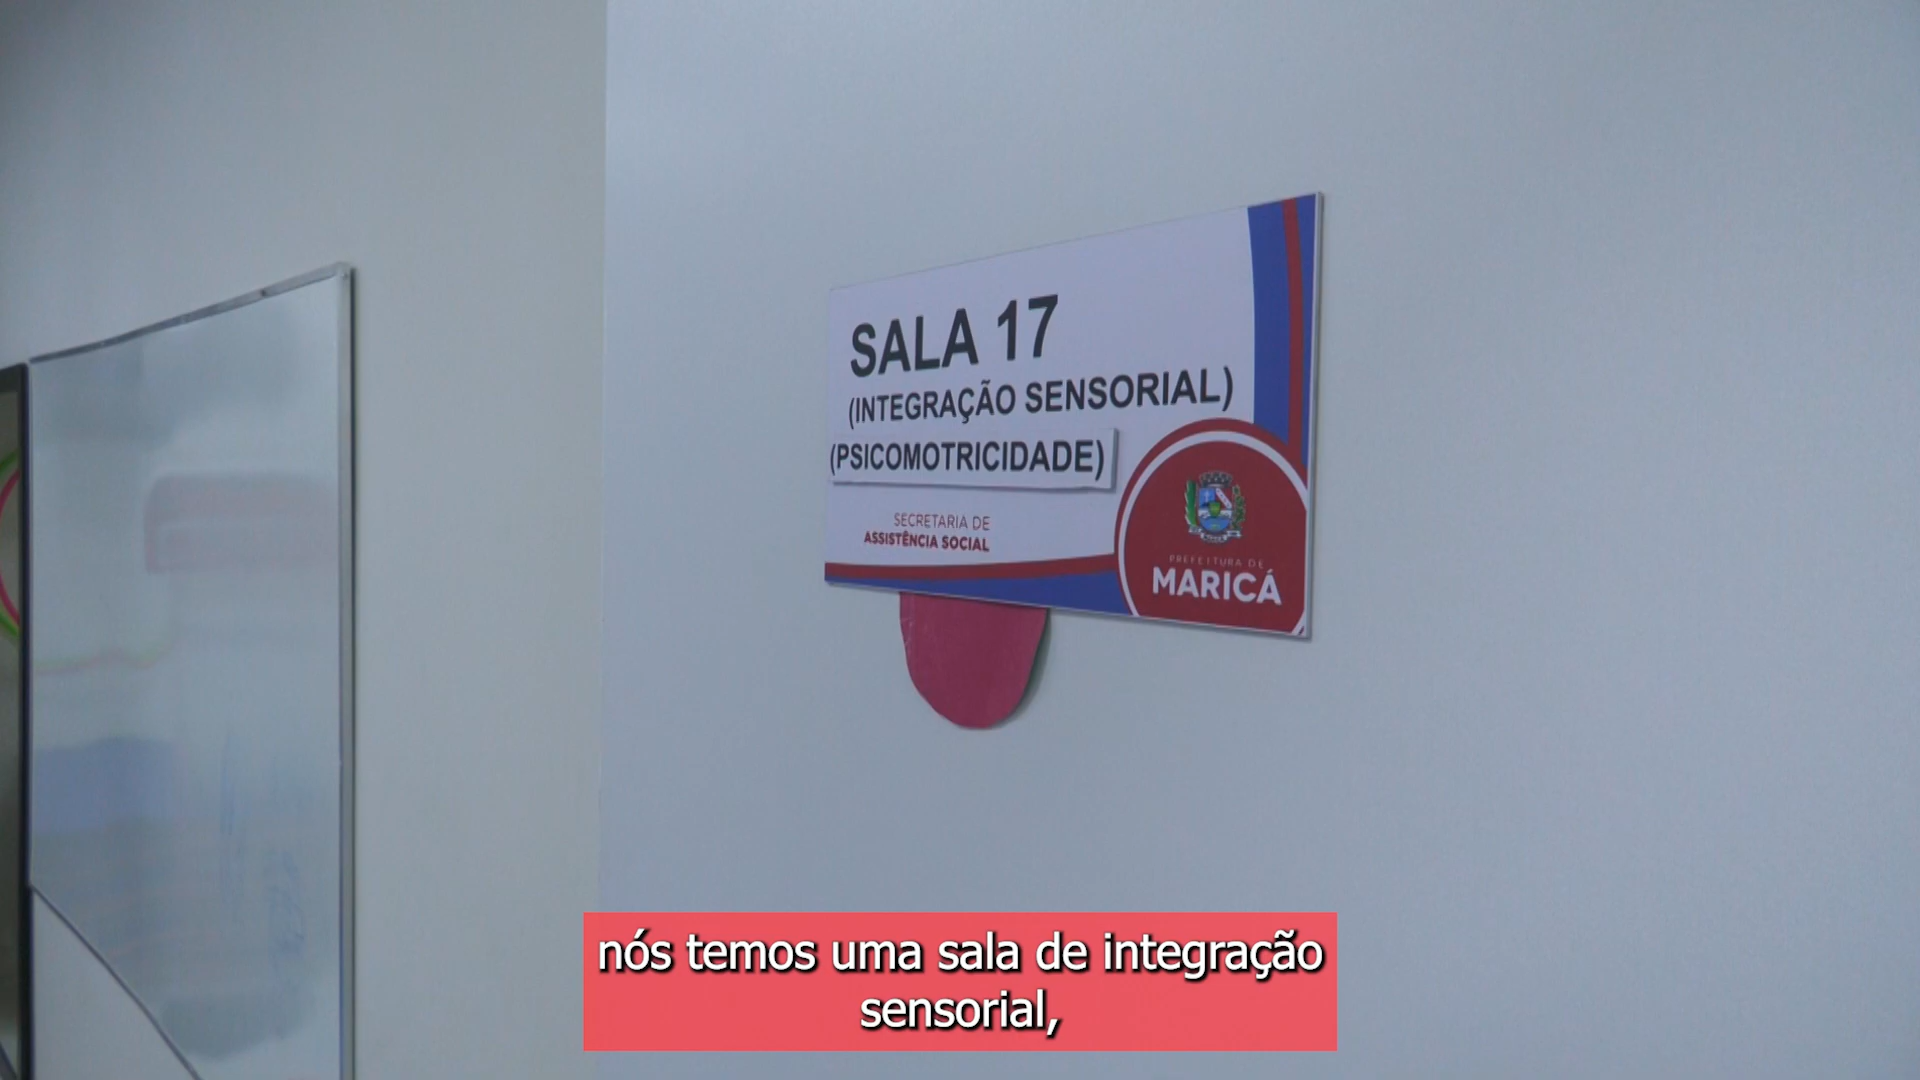 SALA 17
(INTEGRAÇÃO SENSORIAL)
(PSICOMOTRICIDADE)
SECRETARIA DE
ASSISTÊNCIA SOCIAL
PREFEITURA DE
MARICÁ
nós temos uma sala de integração
sensorial,